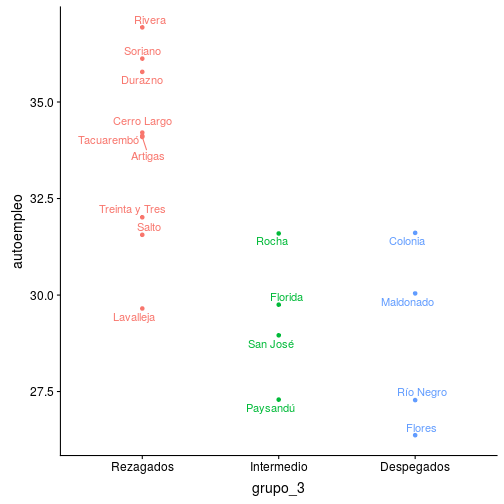 Rivera
Soriano
Durazno
35.0
Cerro Largo
Tacuarembó
Artigas
autoempleo
32.5
Treinta y Tres
Salto
Rocha
Colonia
30.0
Florida
Maldonado
Lavalleja
San José
27.5
Río Negro
Paysandú
Flores
Rezagados Intermedio Despegados
grupo_3